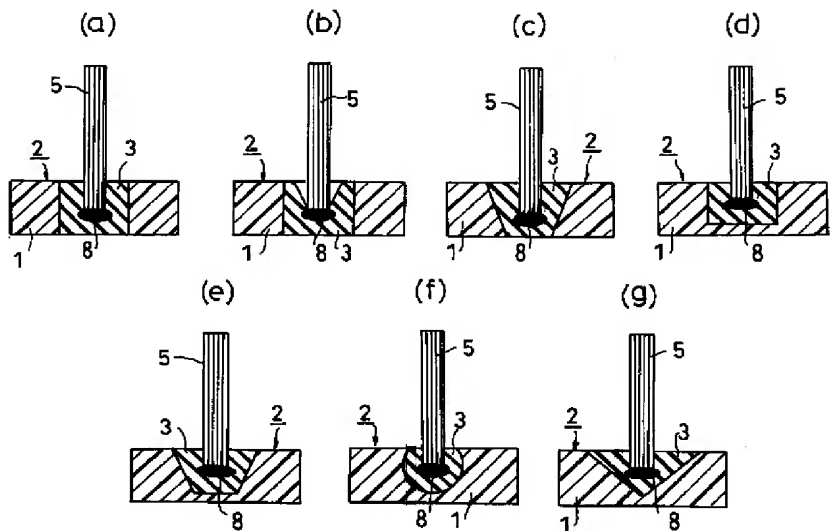 (a) (b) (c) (d)
5 5 5 5
2 3 2 3 3 2 2 3
1 8 1 8 3 1 8 1 8
(e) (f) (g)
5 5 5
3 2 2 3 2 3
8 8 1 1 8